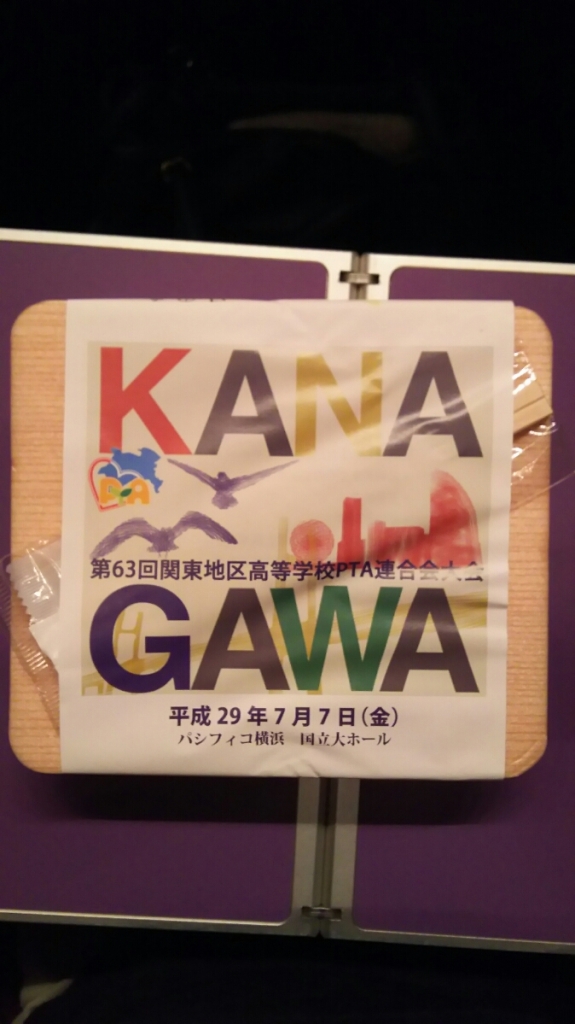 KANA
第63回関東地区高等学校PTA連合会大会
GAWA
平成29年7月7日(金)
パシフィコ横浜 国立大ホール